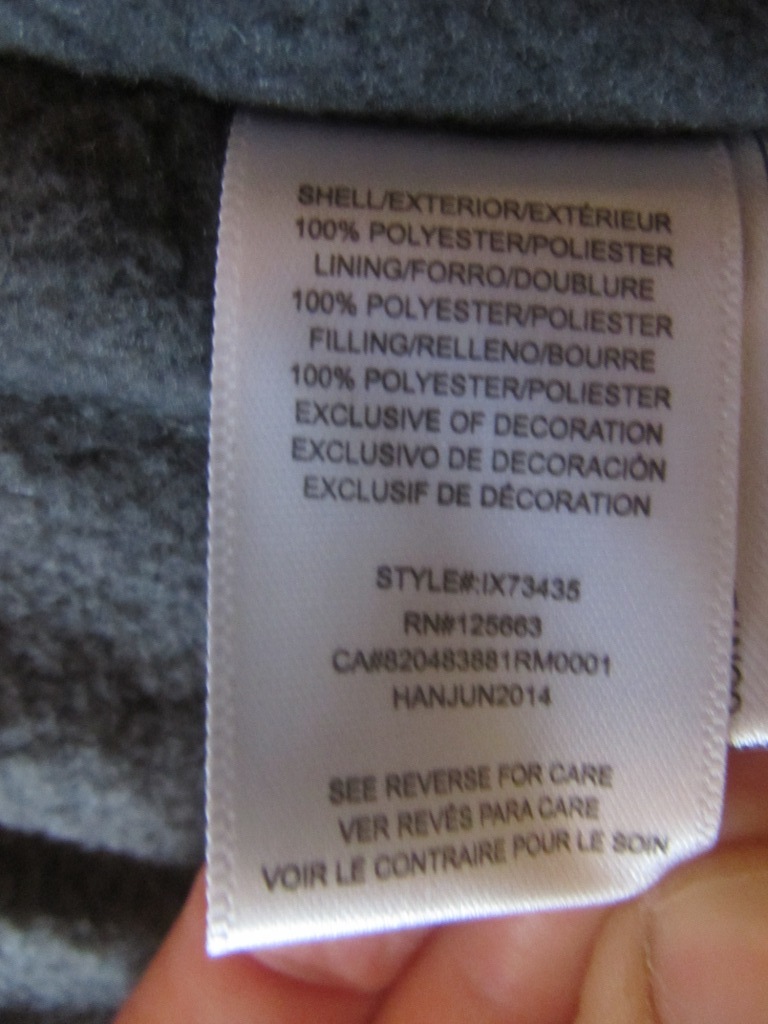 SHELL/EXTERIOR/EXTÉRIEUR
100% POLYESTER/POLIESTER
LINING/FORRO/DOUBLURE
100% POLYESTER/POLIESTER
FILLING/RELLENO/BOURRE
100% POLYESTER/POLIESTER
EXCLUSIVE OF DECORATION
EXCLUSIVO DE DECORACIÓN
EXCLUSIF DE DÉCORATION
STYLE#:IX73435
RN#125663
CA#820483881RM0001
HANJUN2014
SEE REVERSE FOR CARE
VER REVÉS PARA CARE
VOIR LE CONTRAIRE POUR LE SOIN